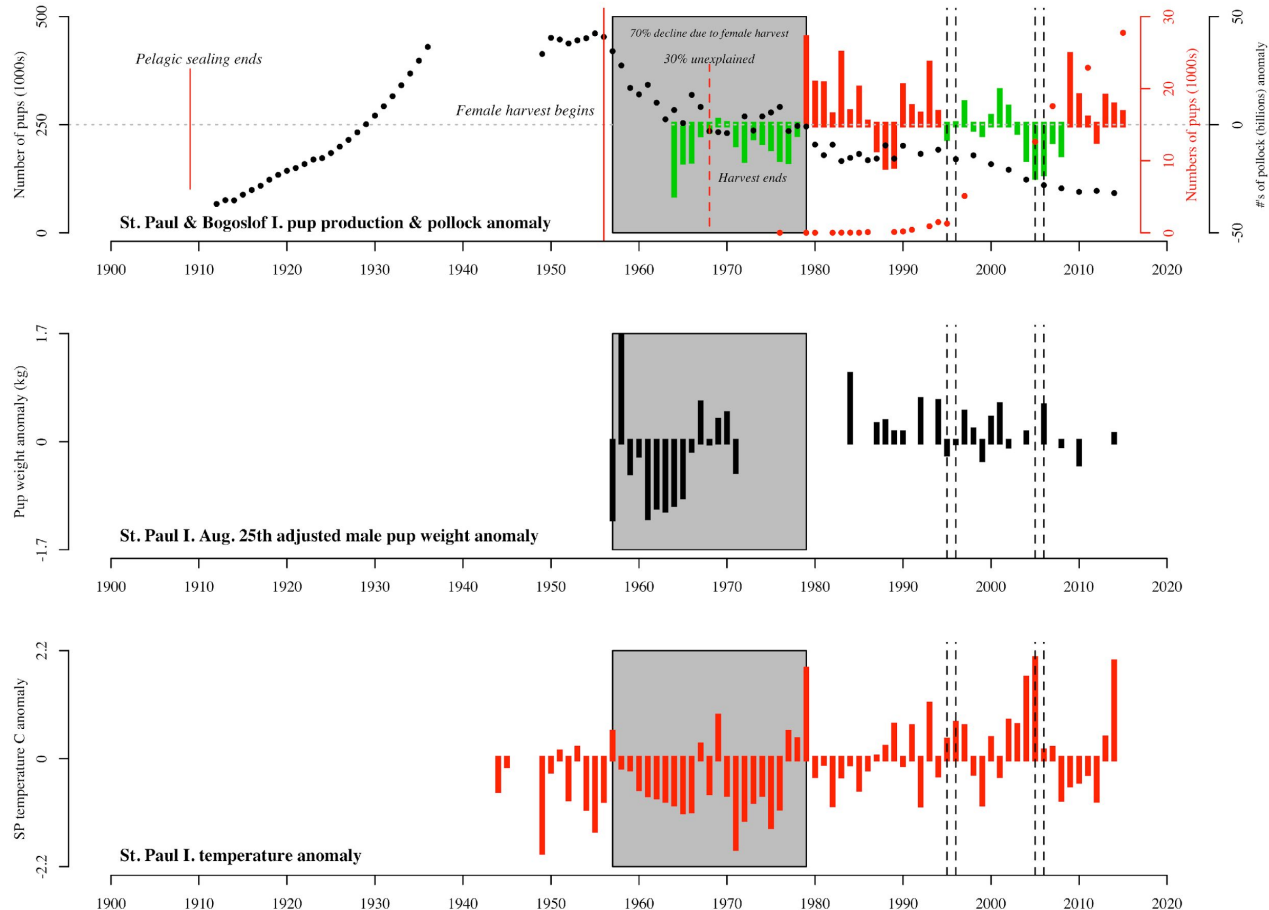 500
250
0
Number of pups (1000s)
Pelagic sealing ends
Female harvest begins
70% decline due to female harvest
30% unexplained
Harvest ends
St. Paul & Bogoslof I. pup production & pollock anomaly
30
20
10
0
Numbers of pups (1000s)
50
0
-50
#'s of pollock (billions) anomaly
1900 1910 1920 1930 1940 1950 1960 1970 1980 1990 2000 2010 2020
1.7
0
-1.7
Pup weight anomaly (kg)
St. Paul I. Aug. 25th adjusted male pup weight anomaly
1900 1910 1920 1930 1940 1950 1960 1970 1980 1990 2000 2010 2020
2.2
0
-2.2
SP temperature C anomaly
St. Paul I. temperature anomaly
1900 1910 1920 1930 1940 1950 1960 1970 1980 1990 2000 2010 2020